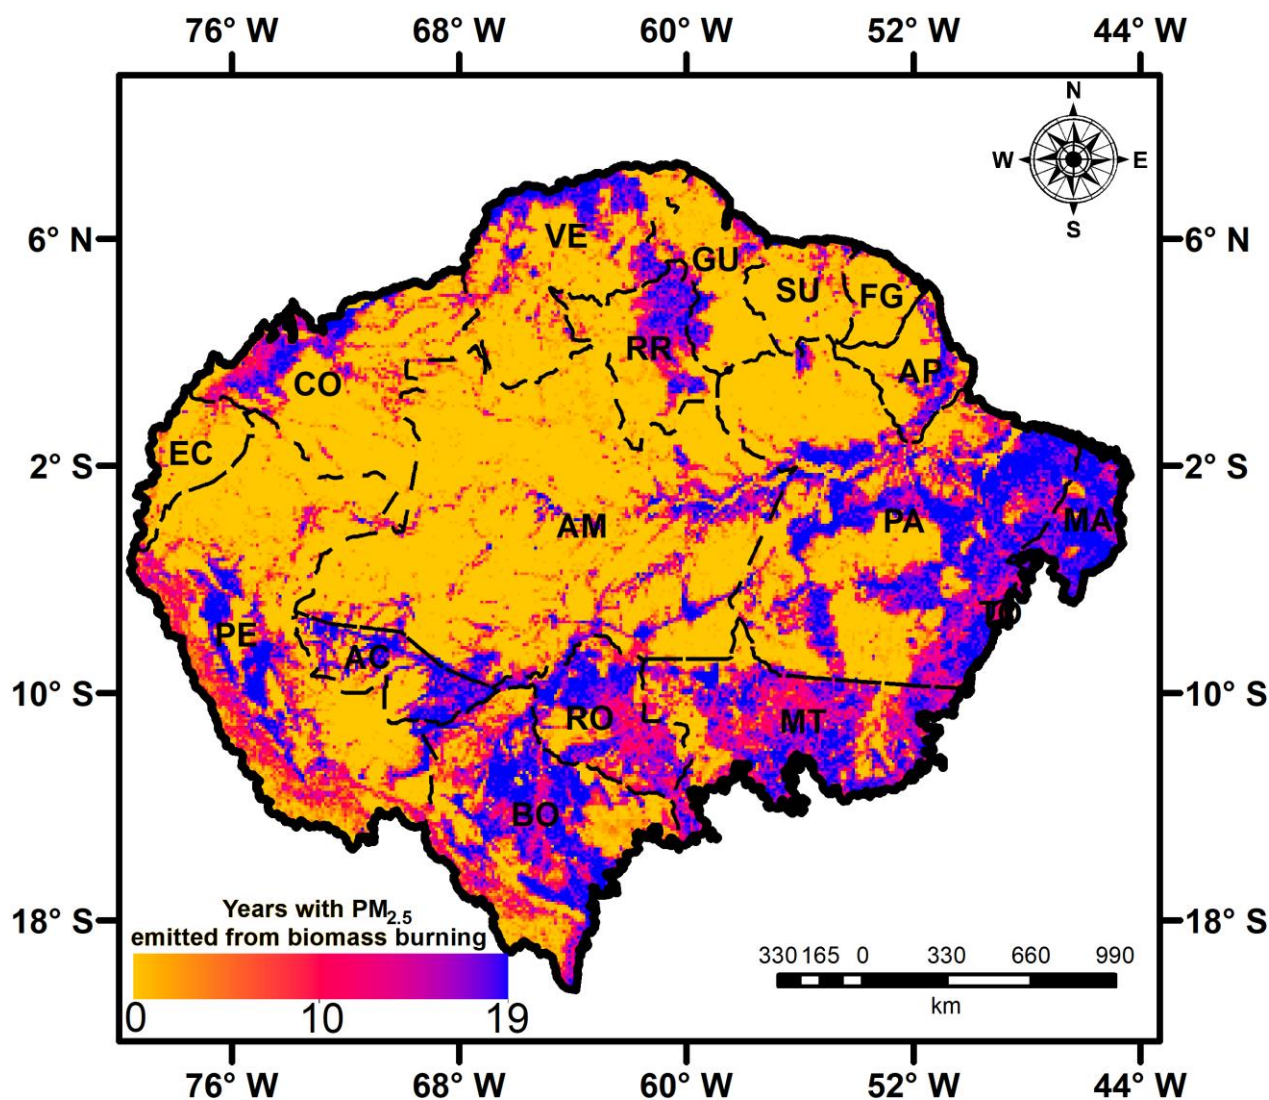 76° W 68° W 60° W 52° W 44° W
N
W E
S
6° N 6° N
VE
GU
SU FG
RR
AP
CO
EC
2° S 2° S
AM PA MA
TO
PE
AC
10° S 10° S
RO MT
BO
18° S 18° S
Years with PM2.5
emitted from biomass burning
0 10 19
330 165 0 330 660 990
km
76° W 68° W 60° W 52° W 44° W